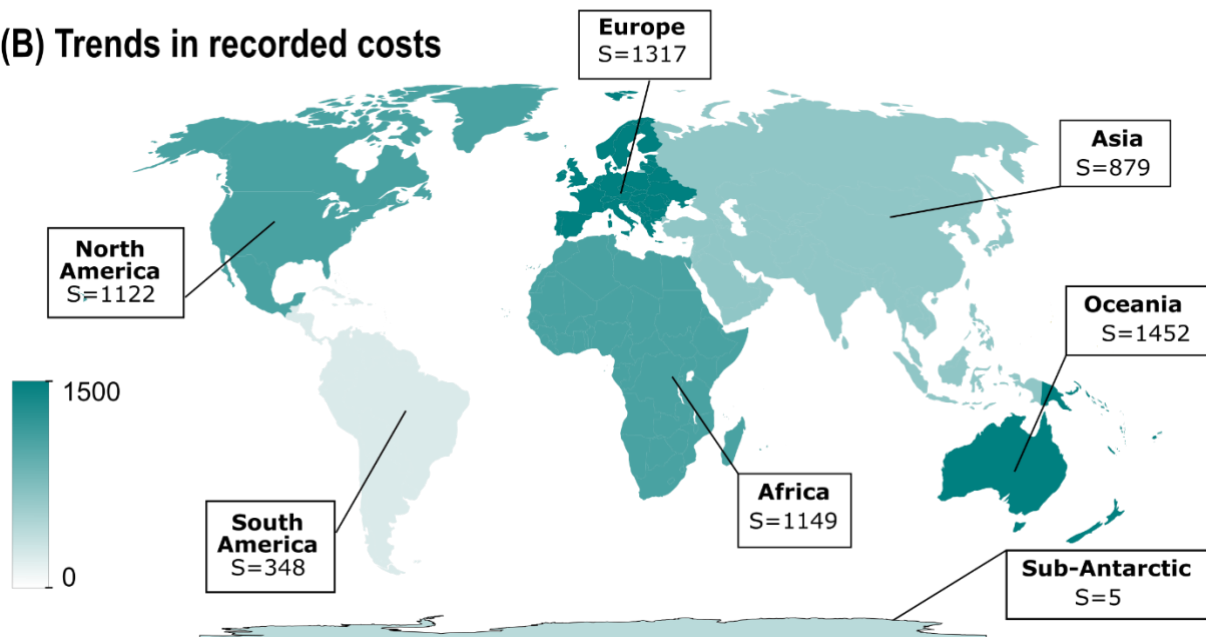 (B) Trends in recorded costs
Europe
S=1317
Asia
S=879
North
America
S=1122
Oceania
S=1452
1500
0
South
America
S=348
Africa
S=1149
Sub-Antarctic
S=5